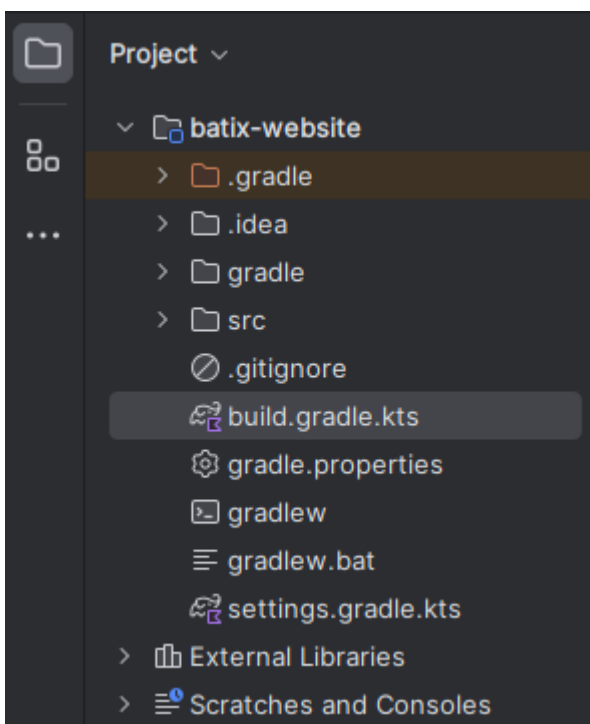 Project
batix-website
.gradle
.idea
gradle
src
.gitignore
build.gradle.kts
gradle.properties
gradlew
gradlew.bat
settings.gradle.kts
External Libraries
Scratches and Consoles